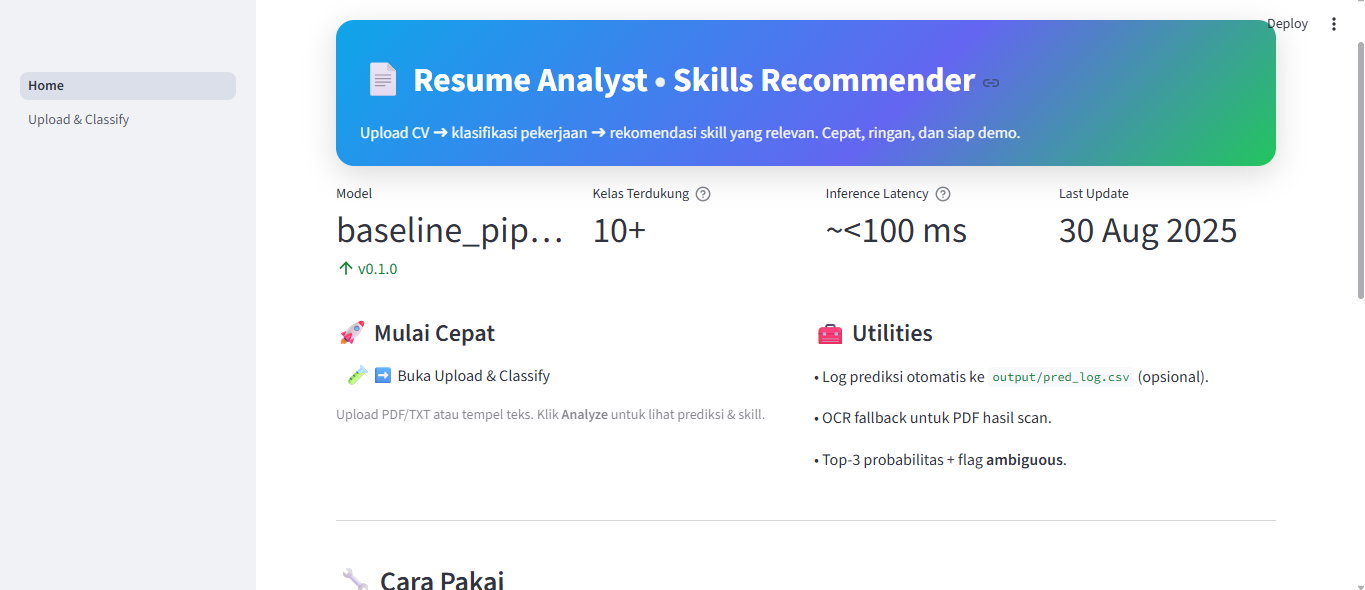 Deploy
Home
Upload & Classify
Resume Analyst • Skills Recommender
Upload CV ➜ klasifikasi pekerjaan ➜ rekomendasi skill yang relevan. Cepat, ringan, dan siap demo.
Model
baseline_pip…
↑ v0.1.0
Kelas Terdukung
10+
Inference Latency
~<100 ms
Last Update
30 Aug 2025
Mulai Cepat
Buka Upload & Classify
Upload PDF/TXT atau tempel teks. Klik Analyze untuk lihat prediksi & skill.
Utilities
• Log prediksi otomatis ke output/pred_log.csv (opsional).
• OCR fallback untuk PDF hasil scan.
• Top-3 probabilitas + flag ambiguous.
Cara Pakai